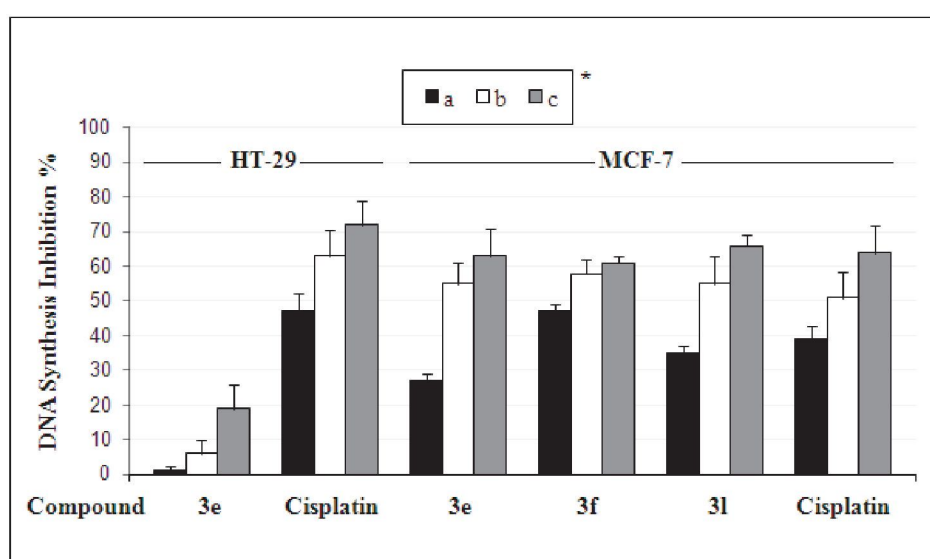 a b c *
100
HT-29 MCF-7
90
80
70
60
50
40
30
20
10
0
DNA Synthesis Inhibition %
Compound 3e Cisplatin 3e 3f 3l Cisplatin